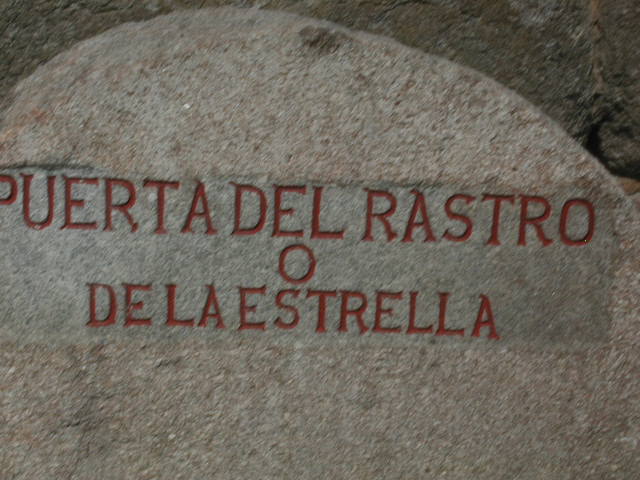 PUERTA DEL RASTRO
O
DE LA ESTRELLA